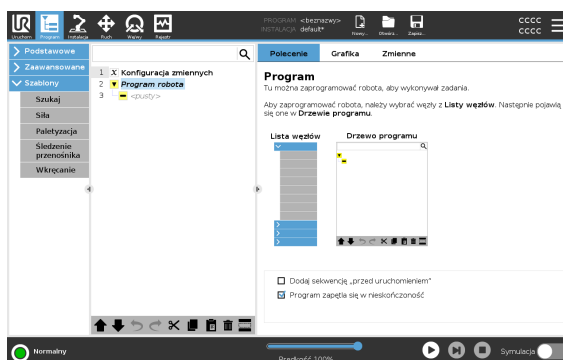 PROGRAM <beznazwy>
INSTALACJA default*
CCCC
CCCC
Uruchom Program Instalacja Ruch We/Wy Rejestr
Nowy... Otwórz... Zapisz...
Podstawowe
Zaawansowane
Szablony
Szukaj
Siła
Paletyzacja
Śledzenie przenośnika
Wkręcanie
1 X Konfiguracja zmiennych
2 Program robota
3 <pusty>
Polecenie Grafika Zmienne
Program
Tu można zaprogramować robota, aby wykonywał zadania.
Aby zaprogramować robota, należy wybrać węzły z Listy węzłów. Następnie pojawią
się one w Drzewie programu.
Lista węzłów Drzewo programu
Dodaj sekwencję „przed uruchomieniem”
Program zapętla się w nieskończoność
Normalny
Prędkość 100%
Symulacja